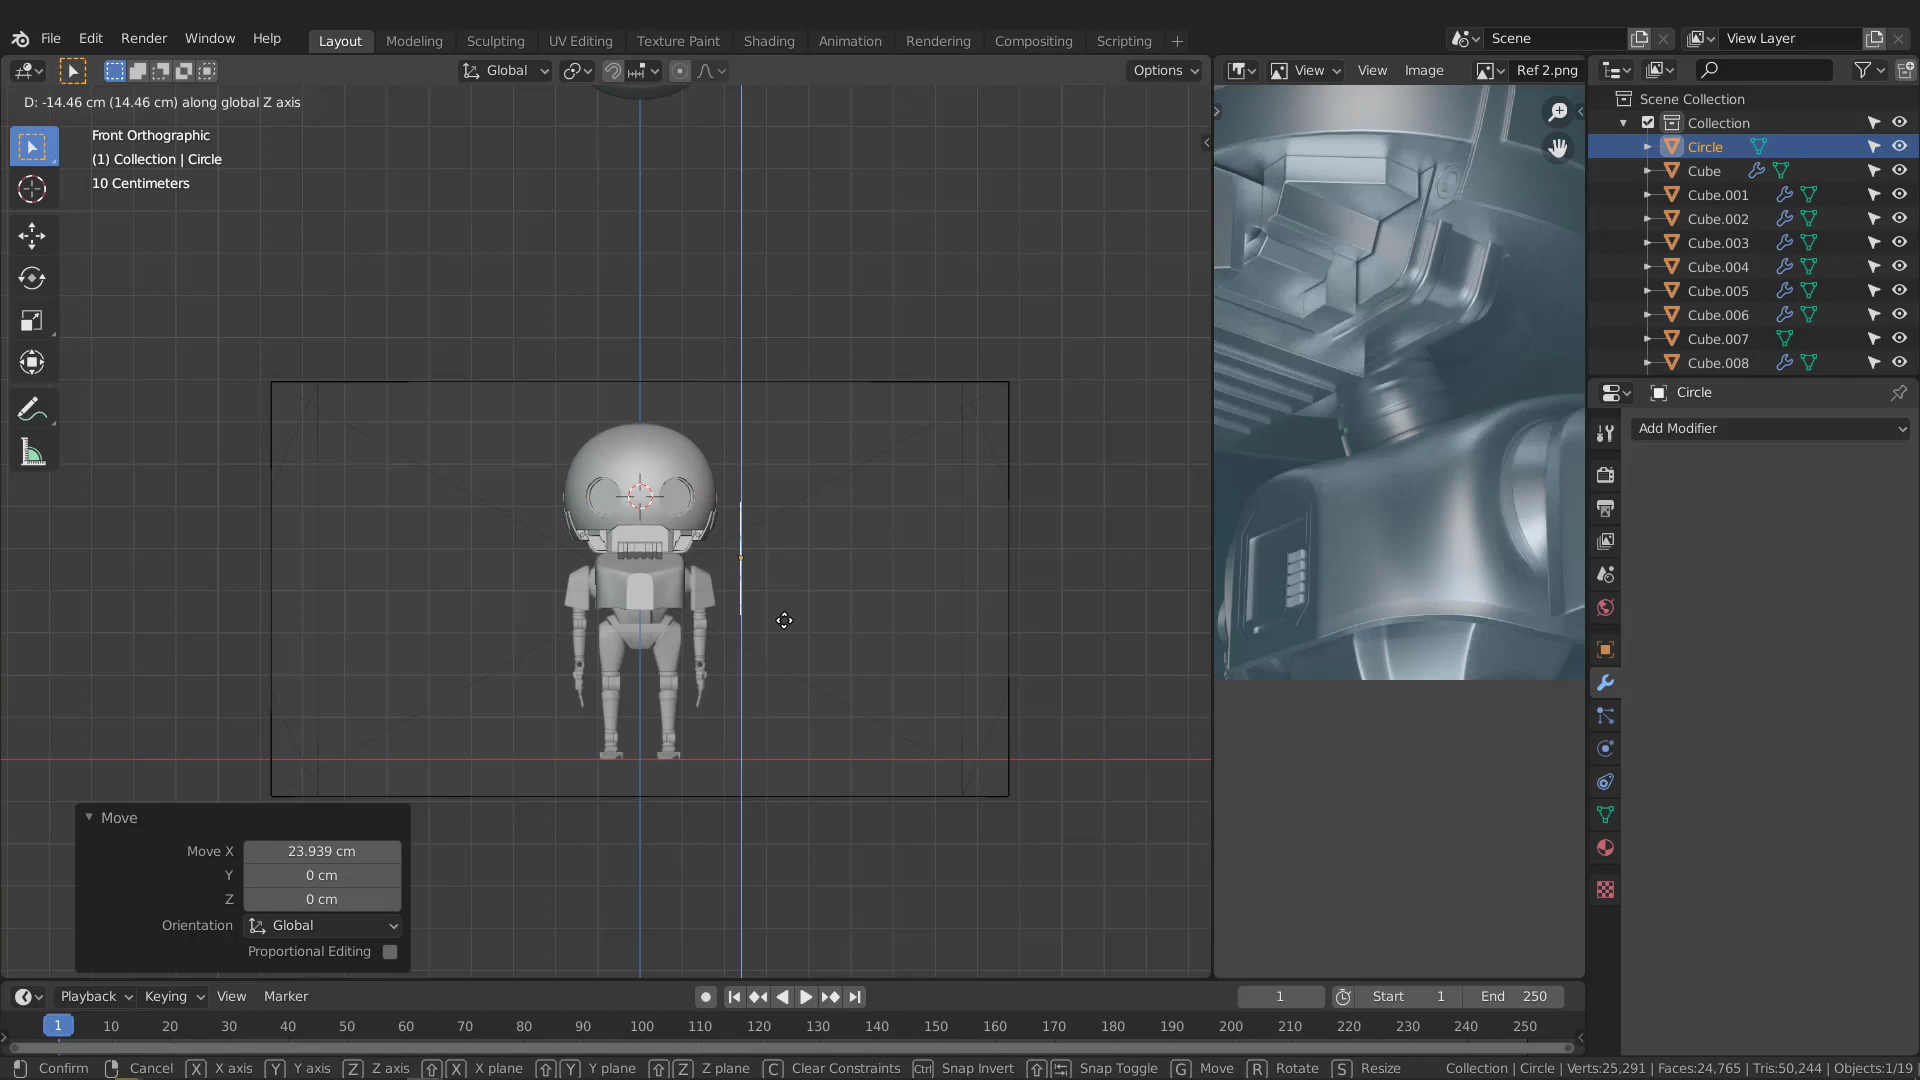 File Edit Render Window Help Layout Modeling Sculpting UV Editing Texture Paint Shading Animation Rendering Compositing Scripting Scene View Layer
Global Options View View Image Ref 2.png
D: -14.46 cm (14.46 cm) along global Z axis
Front Orthographic
(1) Collection | Circle
10 Centimeters
Scene Collection
Collection
Circle
Cube
Cube.001
Cube.002
Cube.003
Cube.004
Cube.005
Cube.006
Cube.007
Cube.008
Circle
Add Modifier
Move
Move X 23.939 cm
Y 0 cm
Z 0 cm
Orientation Global
Proportional Editing
Playback Keying View Marker 1 Start 1 End 250
1 10 20 30 40 50 60 70 80 90 100 110 120 130 140 150 160 170 180 190 200 210 220 230 240 250
Confirm Cancel X X axis Y Y axis Z Z axis X X plane Y Y plane Z Z plane C Clear Constraints Ctrl Snap Invert Snap Toggle G Move R Rotate S Resize Collection | Circle | Verts:25,291 | Faces:24,765 | Tris:50,244 | Objects:1/19